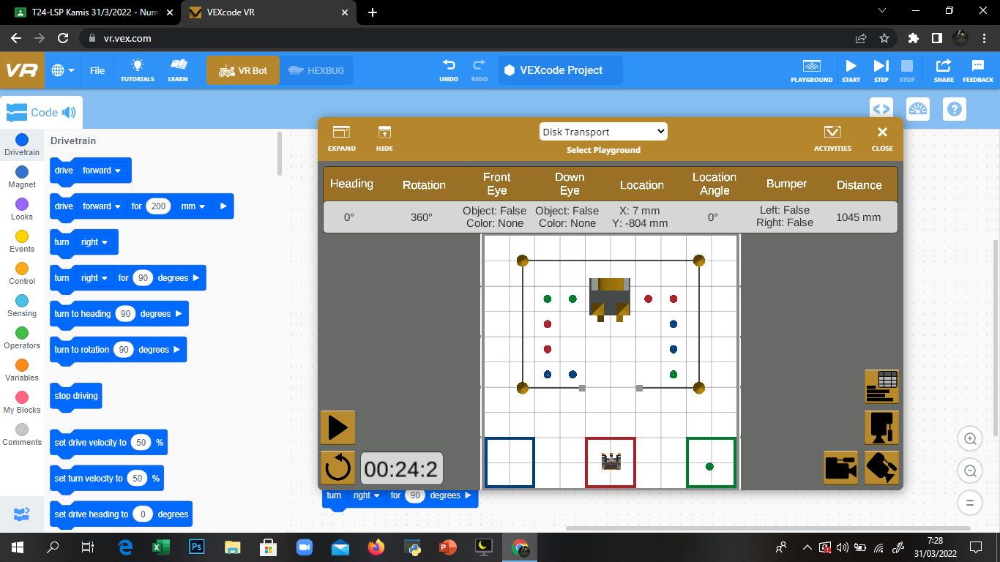 T24-LSP Kamis 31/3/2022 - Num
VEXcode VR
vr.vex.com
VR
File
TUTORIALS
LEARN
VR Bot
HEXBUG
UNDO
REDO
VEXcode Project
PLAYGROUND
START
STEP
STOP
SHARE
FEEDBACK
Code
Drivetrain
Magnet
Looks
Events
Control
Sensing
Operators
Variables
My Blocks
Comments
Drivetrain
drive forward
drive forward for 200 mm
turn right
turn right for 90 degrees
turn to heading 90 degrees
turn to rotation 90 degrees
stop driving
set drive velocity to 50 %
set turn velocity to 50 %
set drive heading to 0 degrees
EXPAND
HIDE
Disk Transport
Select Playground
ACTIVITIES
CLOSE
Heading
Rotation
Front Eye
Down Eye
Location
Location Angle
Bumper
Distance
0°
360°
Object: False
Color: None
Object: False
Color: None
X: 7 mm
Y: -804 mm
0°
Left: False
Right: False
1045 mm
00:24:2
turn right for 90 degrees
7:28
31/03/2022